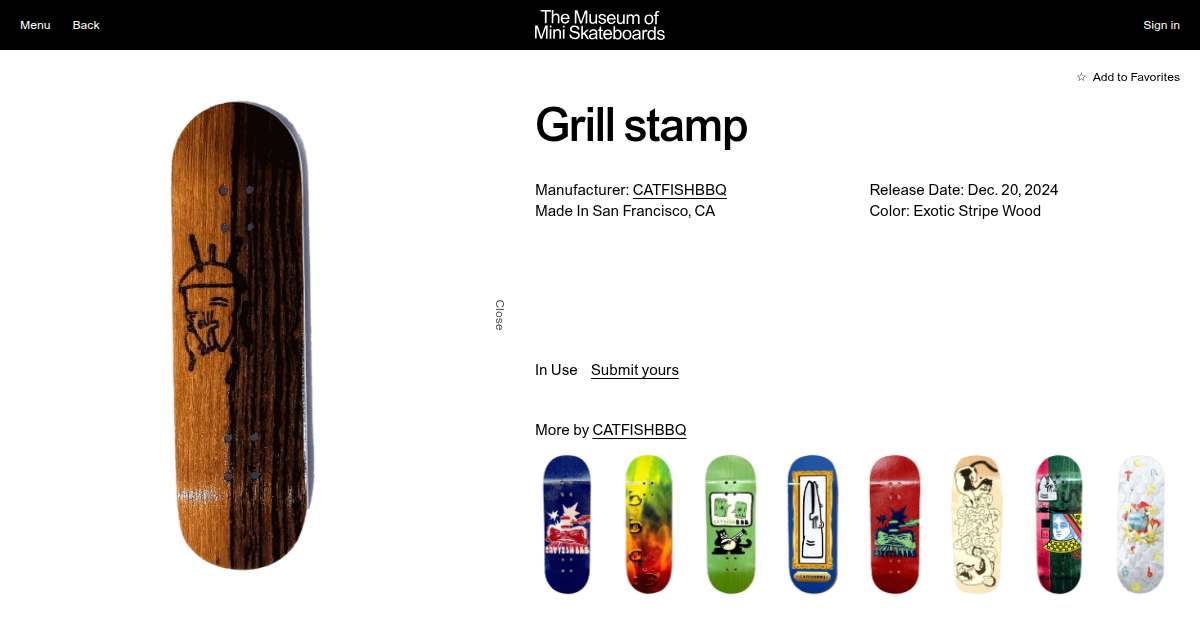 Menu
Back
The Museum of
Mini Skateboards
Sign in
☆ Add to Favorites
Grill stamp
Manufacturer: CATFISHBBQ
Made In San Francisco, CA
Release Date: Dec. 20, 2024
Color: Exotic Stripe Wood
Close
In Use Submit yours
More by CATFISHBBQ